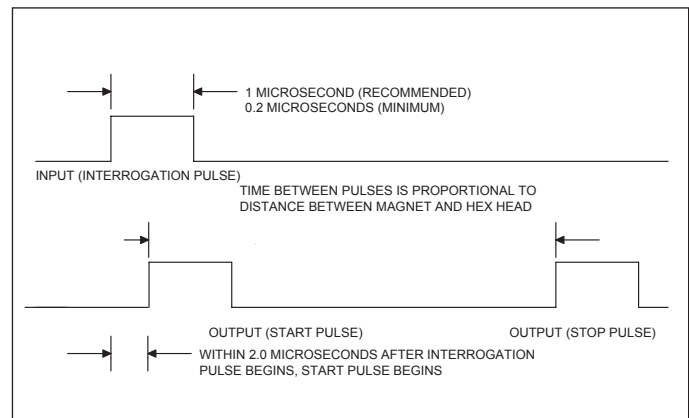 1 MICROSECOND (RECOMMENDED)
0.2 MICROSECONDS (MINIMUM)
INPUT (INTERROGATION PULSE)
TIME BETWEEN PULSES IS PROPORTIONAL TO
DISTANCE BETWEEN MAGNET AND HEX HEAD
OUTPUT (START PULSE)
OUTPUT (STOP PULSE)
WITHIN 2.0 MICROSECONDS AFTER INTERROGATION
PULSE BEGINS, START PULSE BEGINS